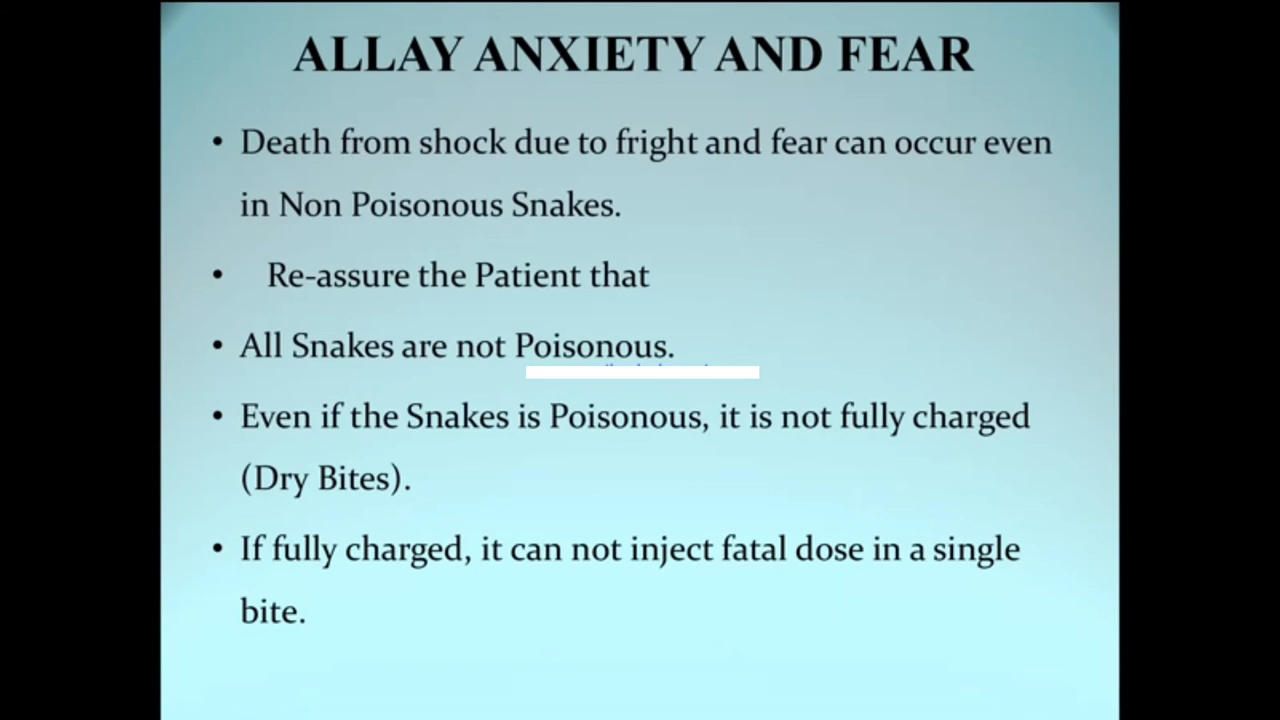 ALLAY ANXIETY AND FEAR
• Death from shock due to fright and fear can occur even
in Non Poisonous Snakes.
• Re-assure the Patient that
• All Snakes are not Poisonous.
• Even if the Snakes is Poisonous, it is not fully charged
(Dry Bites).
• If fully charged, it can not inject fatal dose in a single
bite.